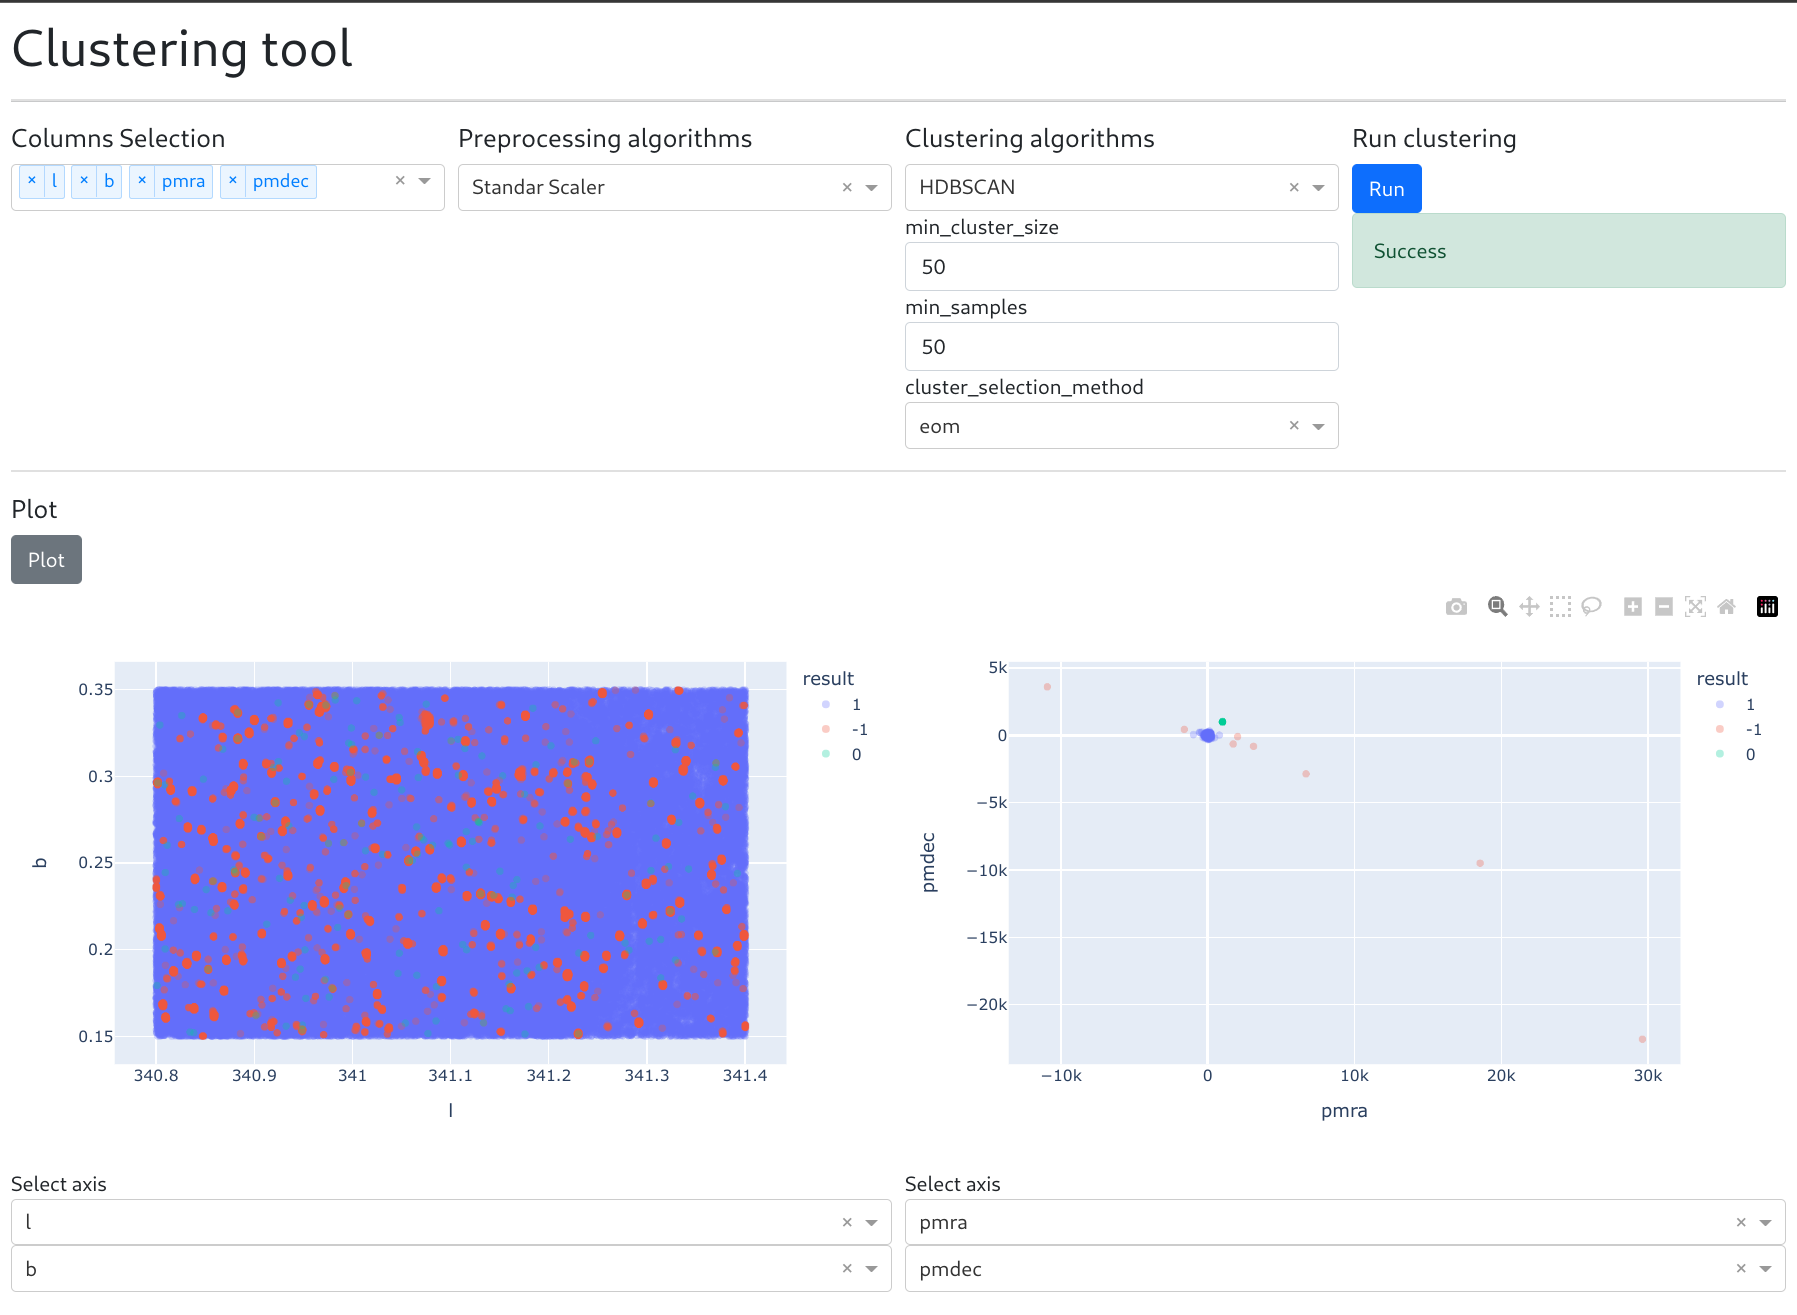 Clustering tool
Columns Selection
× l × b × pmra × pmdec ×
Preprocessing algorithms
Standar Scaler ×
Clustering algorithms
HDBSCAN ×
min_cluster_size
50
min_samples
50
cluster_selection_method
eom ×
Run clustering
Run
Success
Plot
Plot
0.35
0.3
0.25
0.2
0.15
b
340.8 340.9 341 341.1 341.2 341.3 341.4
l
result
1
-1
0
5k
0
−5k
−10k
−15k
−20k
pmdec
−10k 0 10k 20k 30k
pmra
result
1
-1
0
Select axis
l ×
b ×
Select axis
pmra ×
pmdec ×